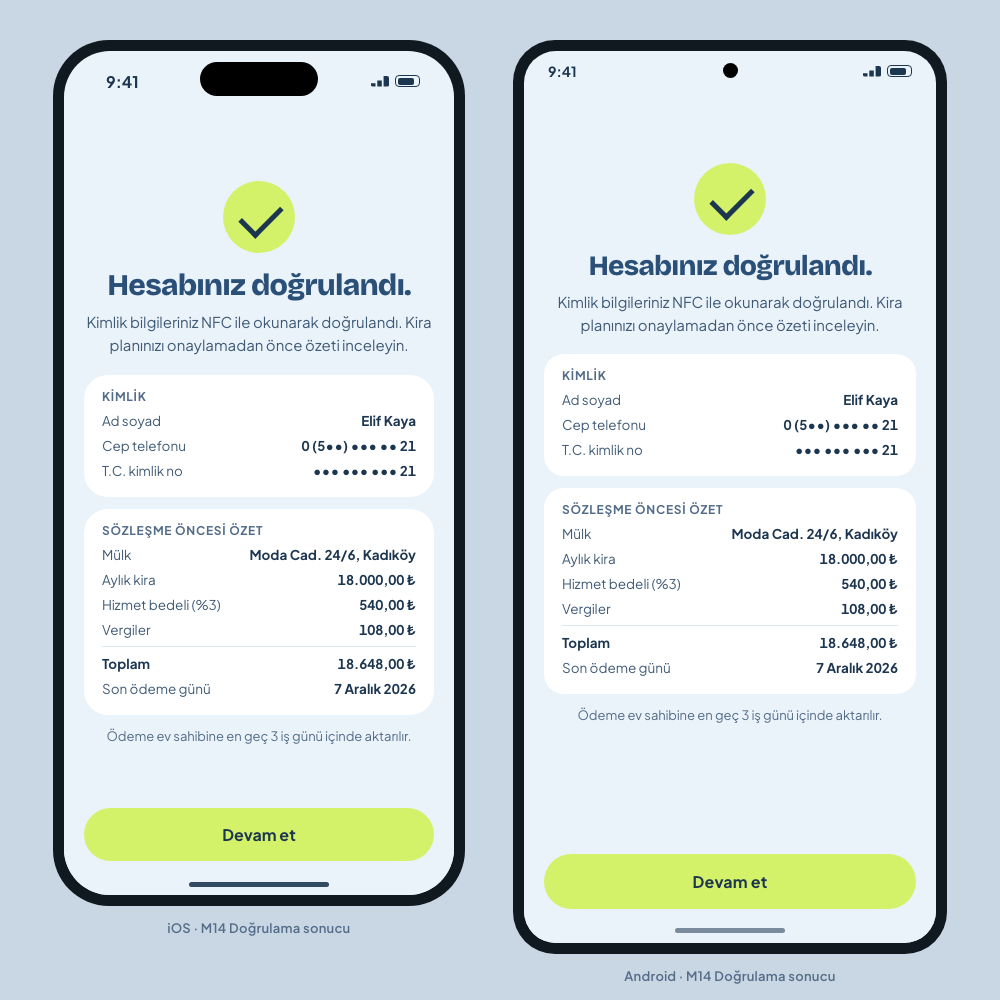 9:41
Hesabınız doğrulandı.
Kimlik bilgileriniz NFC ile okunarak doğrulandı. Kira
planınızı onaylamadan önce özeti inceleyin.
KİMLİK
Ad soyad Elif Kaya
Cep telefonu 0 (5••) ••• •• 21
T.C. kimlik no ••• ••• ••• 21
SÖZLEŞME ÖNCESİ ÖZET
Mülk Moda Cad. 24/6, Kadıköy
Aylık kira 18.000,00 ₺
Hizmet bedeli (%3) 540,00 ₺
Vergiler 108,00 ₺
Toplam 18.648,00 ₺
Son ödeme günü 7 Aralık 2026
Ödeme ev sahibine en geç 3 iş günü içinde aktarılır.
Devam et
iOS · M14 Doğrulama sonucu
9:41
Hesabınız doğrulandı.
Kimlik bilgileriniz NFC ile okunarak doğrulandı. Kira
planınızı onaylamadan önce özeti inceleyin.
KİMLİK
Ad soyad Elif Kaya
Cep telefonu 0 (5••) ••• •• 21
T.C. kimlik no ••• ••• ••• 21
SÖZLEŞME ÖNCESİ ÖZET
Mülk Moda Cad. 24/6, Kadıköy
Aylık kira 18.000,00 ₺
Hizmet bedeli (%3) 540,00 ₺
Vergiler 108,00 ₺
Toplam 18.648,00 ₺
Son ödeme günü 7 Aralık 2026
Ödeme ev sahibine en geç 3 iş günü içinde aktarılır.
Devam et
Android · M14 Doğrulama sonucu